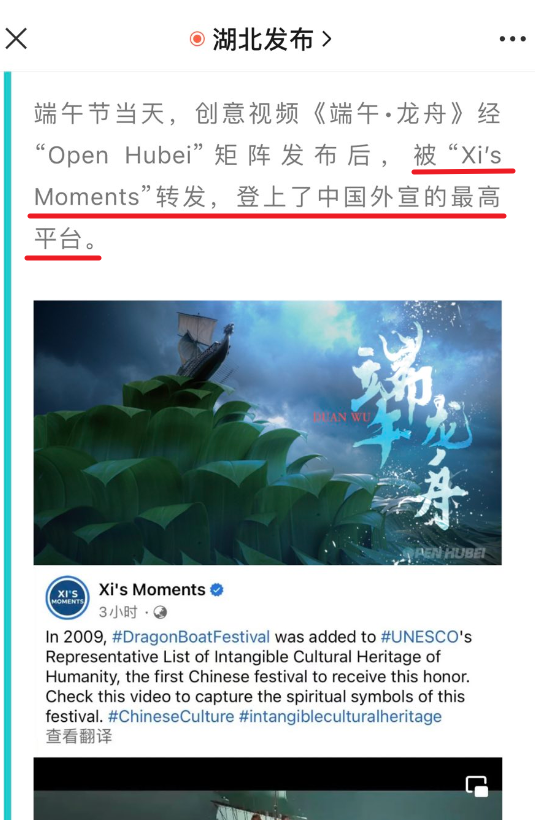 湖北发布
端午节当天，创意视频《端午·龙舟》经
“Open Hubei”矩阵发布后，被“Xi's
Moments”转发，登上了中国外宣的最高
平台。
端午龙舟
DUAN WU
OPEN HUBEI
XI'S
MOMENTS
Xi's Moments
3小时 ·
In 2009, #DragonBoatFestival was added to #UNESCO's
Representative List of Intangible Cultural Heritage of
Humanity, the first Chinese festival to receive this honor.
Check this video to capture the spiritual symbols of this
festival. #ChineseCulture #intangibleculturalheritage
查看翻译